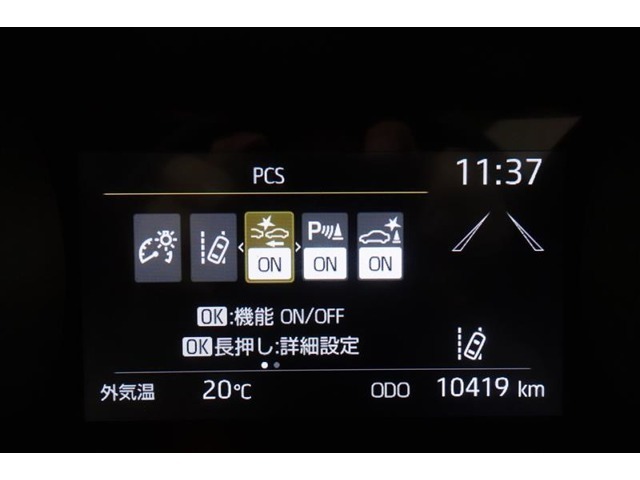 PCS 11:37
P
ON ON ON
OK:機能 ON/OFF
OK長押し:詳細設定
外気温 20℃ ODO 10419 km